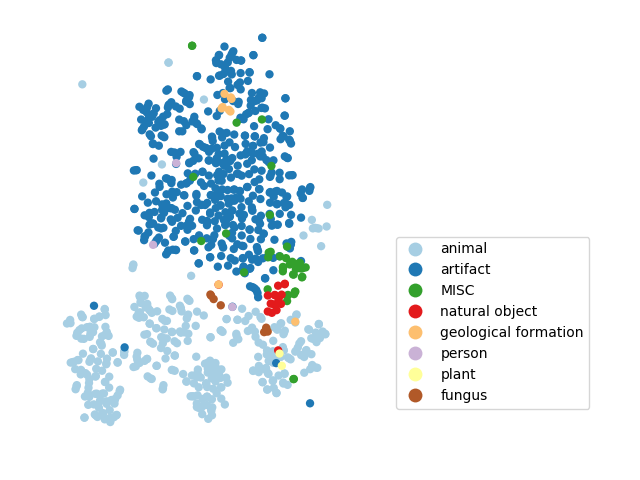 animal
artifact
MISC
natural object
geological formation
person
plant
fungus